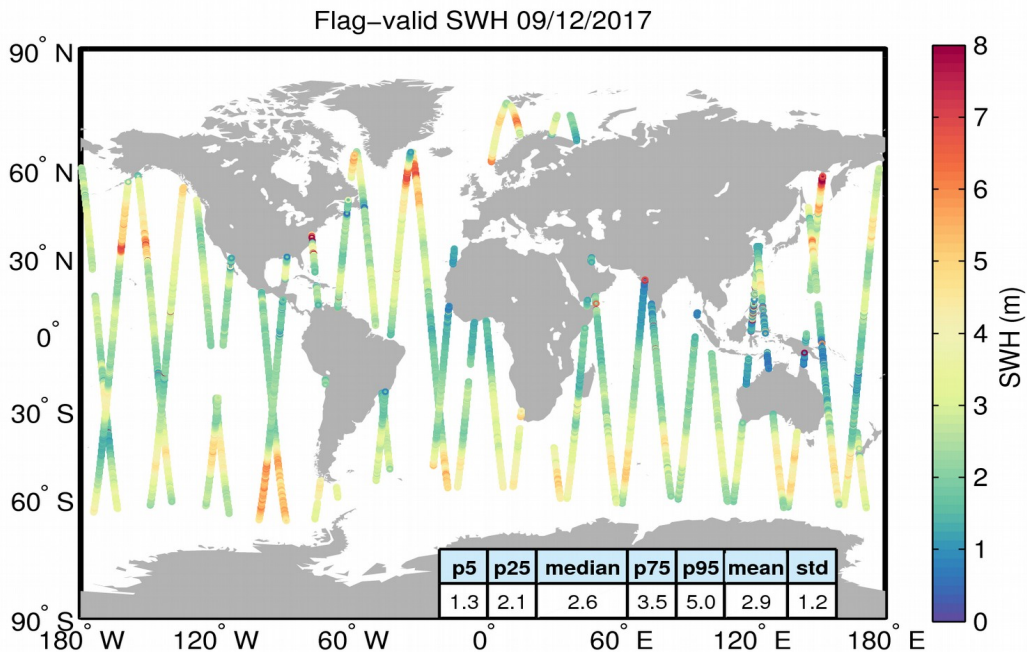 Flag−valid SWH 09/12/2017
90° N
60° N
30° N
0°
30° S
60° S
90° S
180° W
120° W
60° W
0°
60° E
120° E
180° E
p5 p25 median p75 p95 mean std
1.3 2.1 2.6 3.5 5.0 2.9 1.2
8
7
6
5
4
3
2
1
0
SWH (m)